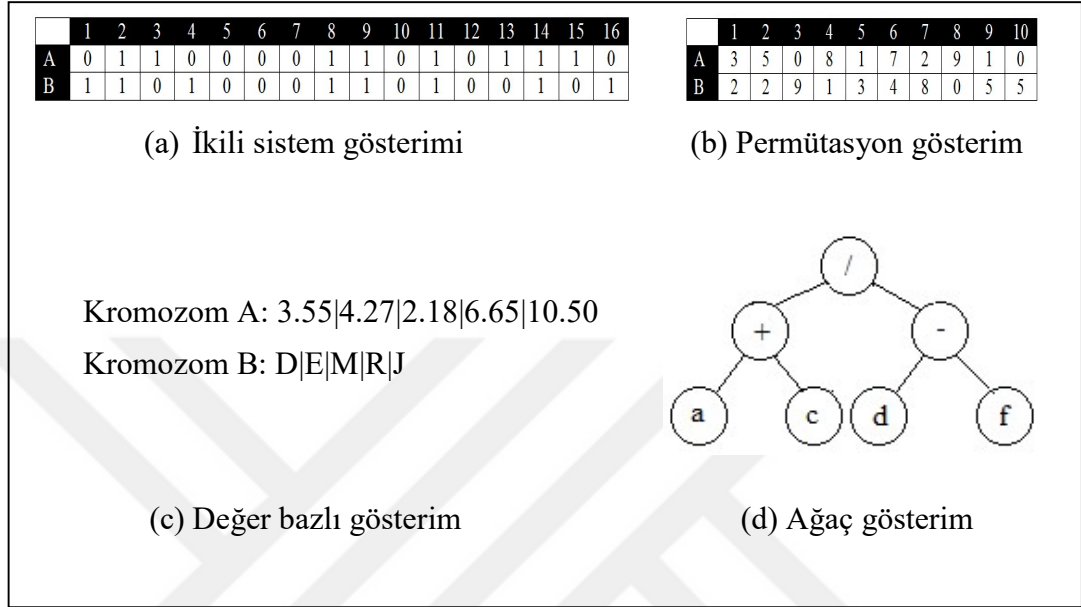 1 2 3 4 5 6 7 8 9 10 11 12 13 14 15 16
A 0 1 1 0 0 0 0 1 1 0 1 0 1 1 1 0
B 1 1 0 1 0 0 0 1 1 0 1 0 0 1 0 1
(a) İkili sistem gösterimi
1 2 3 4 5 6 7 8 9 10
A 3 5 0 8 1 7 2 9 1 0
B 2 2 9 1 3 4 8 0 5 5
(b) Permütasyon gösterim
Kromozom A: 3.55|4.27|2.18|6.65|10.50
Kromozom B: D|E|M|R|J
(c) Değer bazlı gösterim
/
+ -
a c d f
(d) Ağaç gösterim